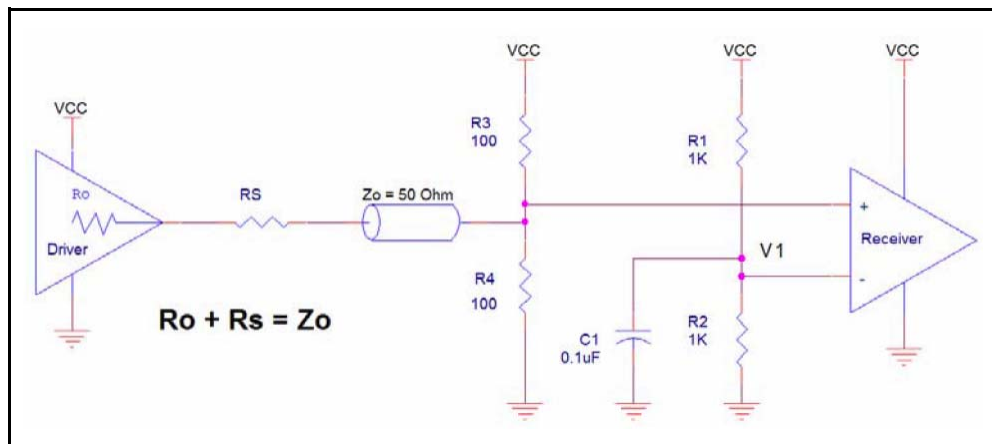 VCC
Ro
Driver
RS
Zo = 50 Ohm
VCC
R3
100
R4
100
VCC
R1
1K
V1
C1
0.1uF
R2
1K
VCC
+
Receiver
-
Ro + Rs = Zo